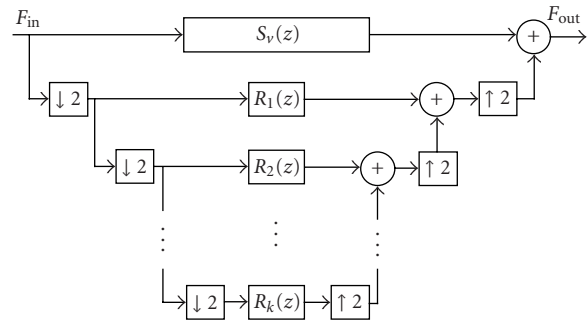 F_in S_v(z) + F_out
↓ 2 R_1(z) + ↑ 2
↓ 2 R_2(z) + ↑ 2
⋮ ⋮ ⋮
↓ 2 R_k(z) ↑ 2